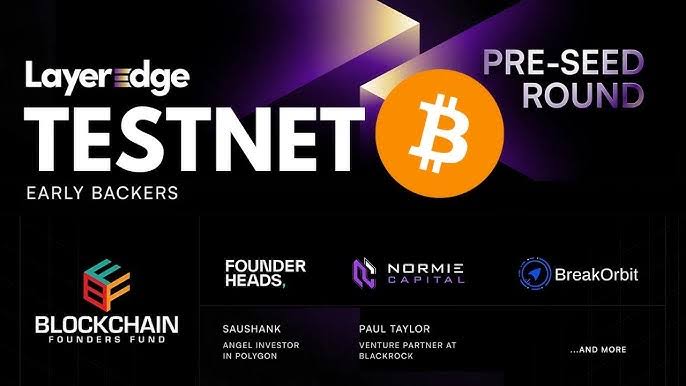 LayerEdge
PRE-SEED
ROUND
TESTNET
EARLY BACKERS
FOUNDER
HEADS,
NORMIE
CAPITAL
BreakOrbit
BLOCKCHAIN
FOUNDERS FUND
SAUSHANK
ANGEL INVESTOR
IN POLYGON
PAUL TAYLOR
VENTURE PARTNER AT
BLACKROCK
...AND MORE